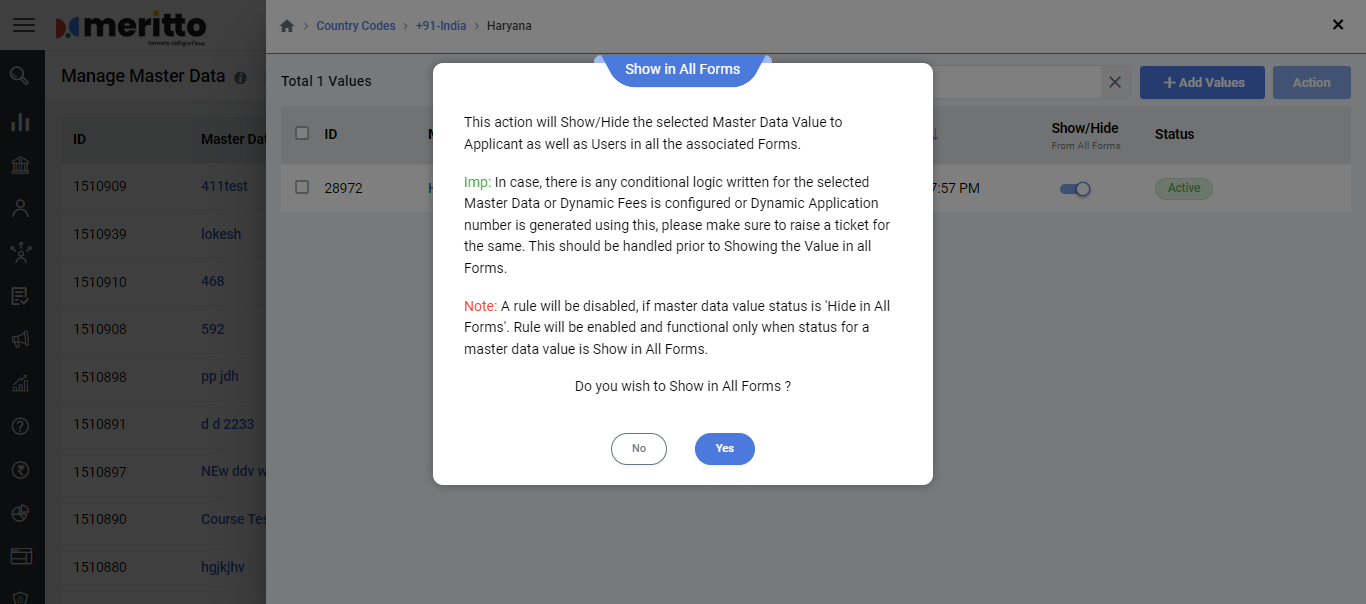 meritto
formerly NoPaperForms
Country Codes > +91-India > Haryana
Manage Master Data
Total 1 Values
Add Values
Action
ID
Master Dat
ID
Show/Hide
From All Forms
Status
28972
7:57 PM
Active
1510909
411test
1510939
lokesh
1510910
468
1510908
592
1510898
pp jdh
1510891
d d 2233
1510897
NEw ddv w
1510890
Course Tes
1510880
hgjkjhv
Show in All Forms
This action will Show/Hide the selected Master Data Value to
Applicant as well as Users in all the associated Forms.
Imp: In case, there is any conditional logic written for the selected
Master Data or Dynamic Fees is configured or Dynamic Application
number is generated using this, please make sure to raise a ticket for
the same. This should be handled prior to Showing the Value in all
Forms.
Note: A rule will be disabled, if master data value status is 'Hide in All
Forms'. Rule will be enabled and functional only when status for a
master data value is Show in All Forms.
Do you wish to Show in All Forms ?
No
Yes